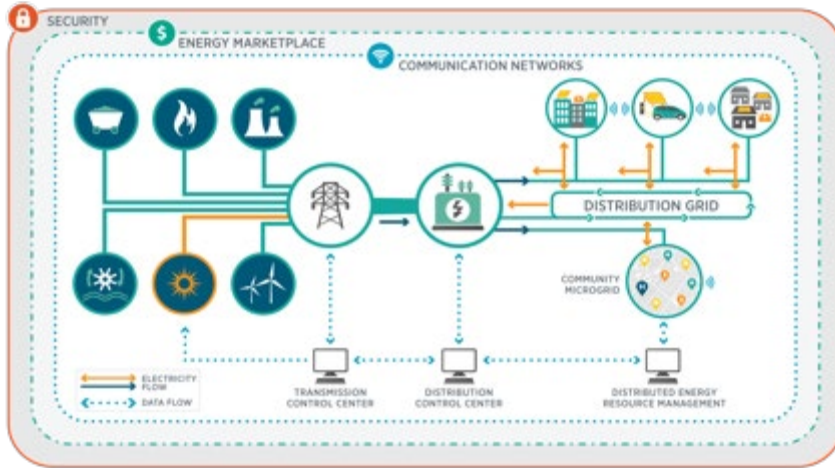 SECURITY
$
ENERGY MARKETPLACE
COMMUNICATION NETWORKS
DISTRIBUTION GRID
COMMUNITY
MICROGRID
ELECTRICITY
FLOW
DATA FLOW
TRANSMISSION
CONTROL CENTER
DISTRIBUTION
CONTROL CENTER
DISTRIBUTED ENERGY
RESOURCE MANAGEMENT